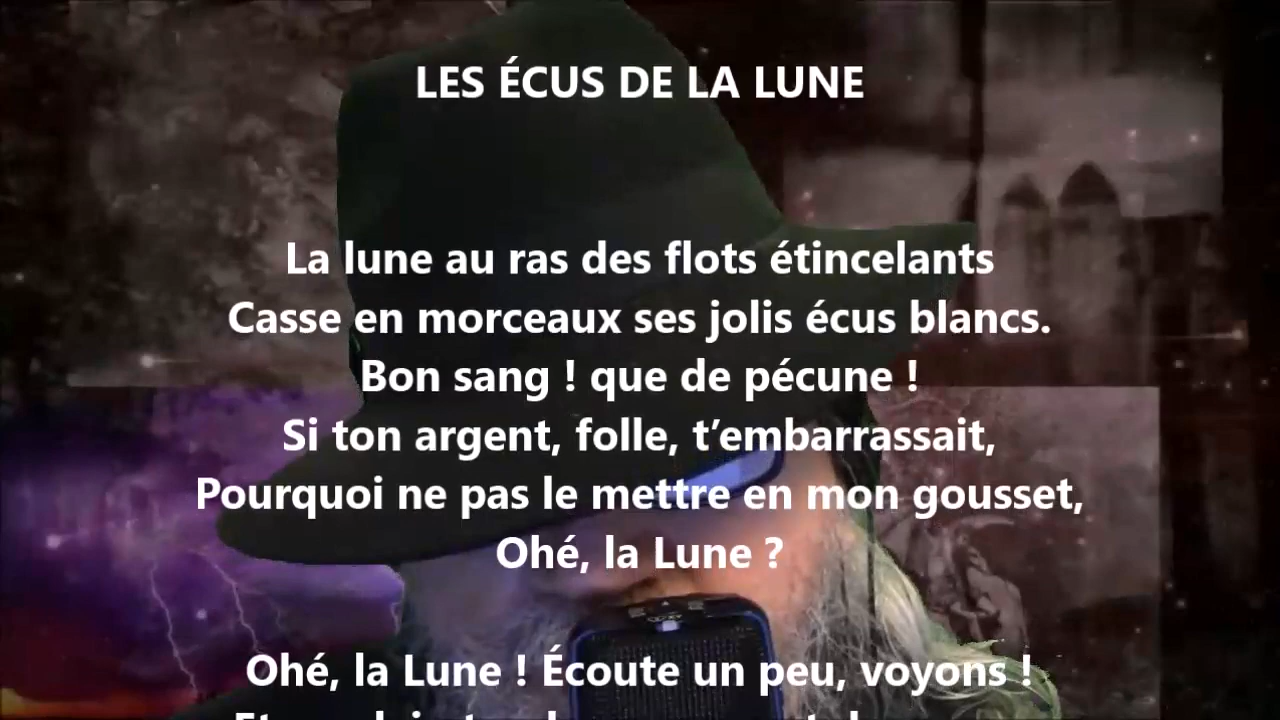 LES ÉCUS DE LA LUNE
La lune au ras des flots étincelants
Casse en morceaux ses jolis écus blancs.
Bon sang ! que de pécune !
Si ton argent, folle, t’embarrassait,
Pourquoi ne pas le mettre en mon gousset,
Ohé, la Lune ?
Ohé, la Lune ! Écoute un peu, voyons !